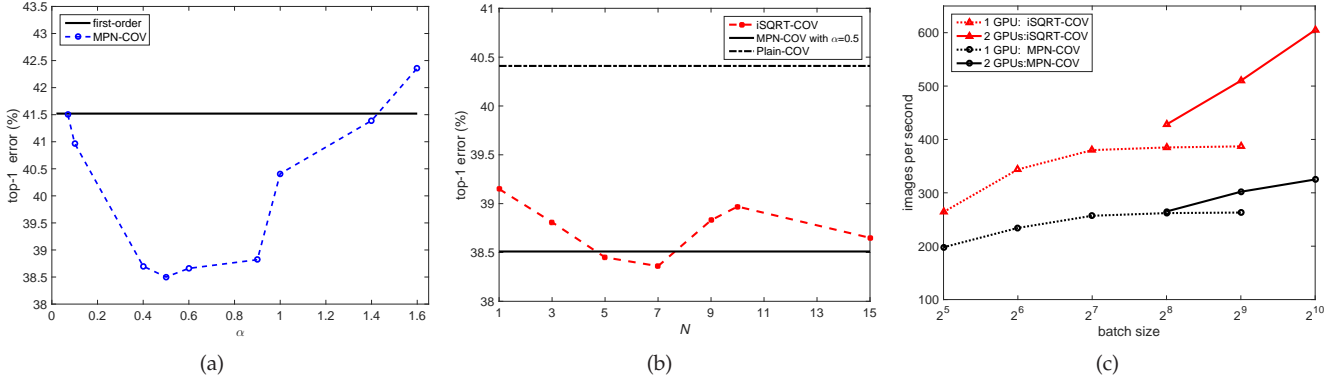 43.5
43
42.5
42
41.5
41
40.5
40
39.5
39
38.5
38
0
0.2
0.4
0.6
0.8
1
1.2
1.4
1.6
top-1 error (%)
α
first-order
MPN-COV
(a)
41
40.5
40
39.5
39
38.5
38
1
3
5
7
9
11
13
15
top-1 error (%)
N
iSQRT-COV
MPN-COV with α=0.5
Plain-COV
(b)
600
500
400
300
200
100
2^5
2^6
2^7
2^8
2^9
2^10
images per second
batch size
1 GPU: iSQRT-COV
2 GPUs:iSQRT-COV
1 GPU: MPN-COV
2 GPUs:MPN-COV
(c)